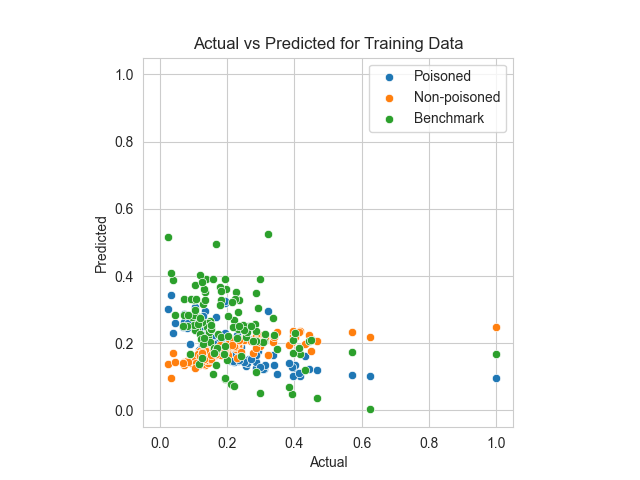 Actual vs Predicted for Training Data
Poisoned
Non-poisoned
Benchmark
1.0
0.8
0.6
0.4
0.2
0.0
Predicted
0.0 0.2 0.4 0.6 0.8 1.0
Actual